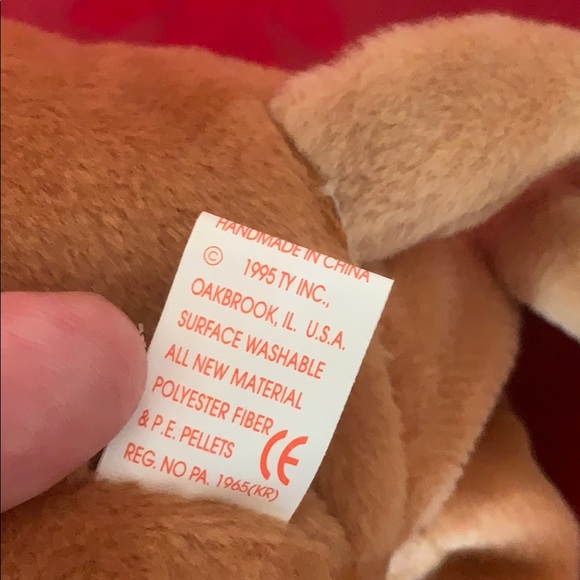 HANDMADE IN CHINA
© 1995 TY INC.,
OAKBROOK, IL. U.S.A.
SURFACE WASHABLE
ALL NEW MATERIAL
POLYESTER FIBER
& P.E. PELLETS CE
REG. NO PA. 1965(KR)